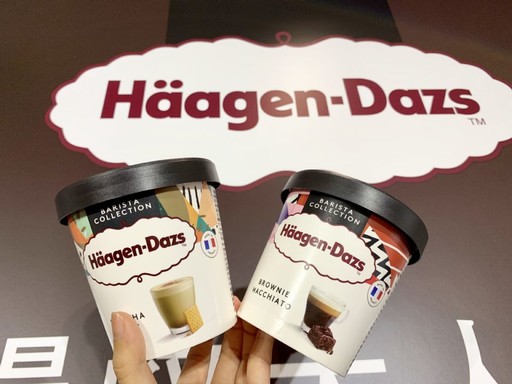 Häagen-Dazs
TM
BARISTA
COLLECTION
Häagen-Dazs
BARISTA
COLLECTION
Häagen-Dazs
BROWNIE
MACCHIATO